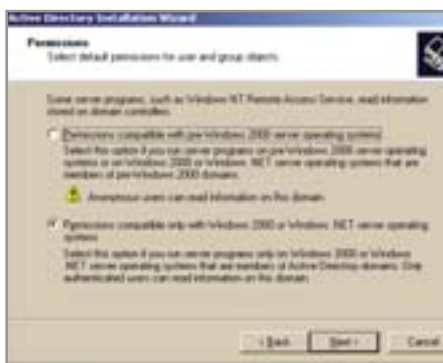 Active Directory Installation Wizard
Permissions
Select default permissions for user and group objects.
Some server programs, such as Windows NT Remote Access Service, read information
stored on domain controllers.
Permissions compatible with pre-Windows 2000 server operating systems
Select this option if you run server programs on pre-Windows 2000 server operating
systems or on Windows 2000 or Windows .NET server operating systems that are
members of pre-Windows 2000 domains.
Anonymous users can read information on this domain.
Permissions compatible only with Windows 2000 or Windows .NET server operating
systems
Select this option if you run server programs only on Windows 2000 or Windows
.NET server operating systems that are members of Active Directory domains. Only
authenticated users can read information on this domain.
< Back
Next >
Cancel